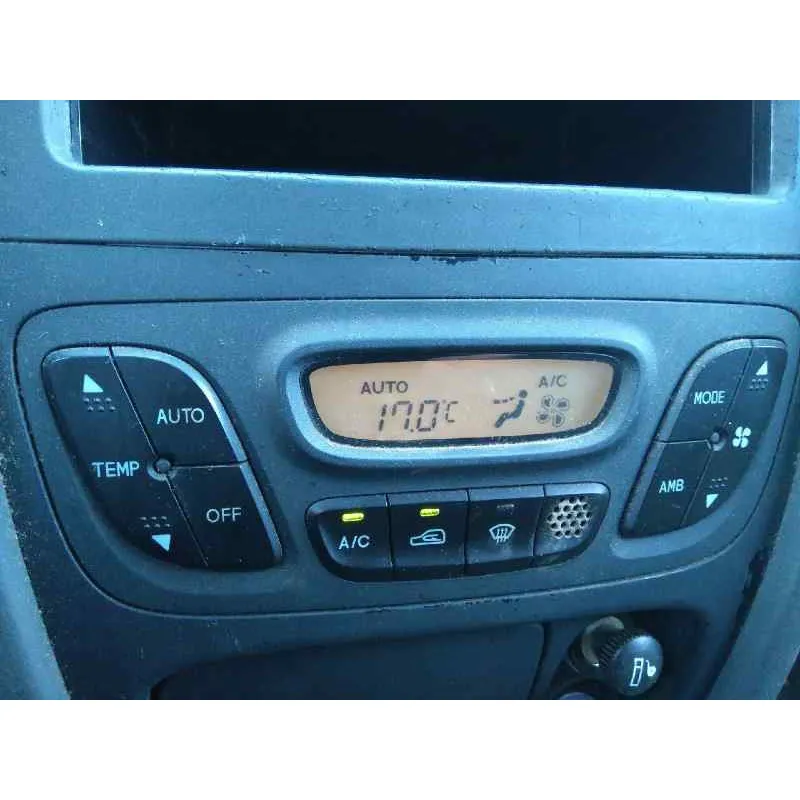 AUTO A/C
17.0°C
AUTO
TEMP
OFF
A/C
MODE
AMB